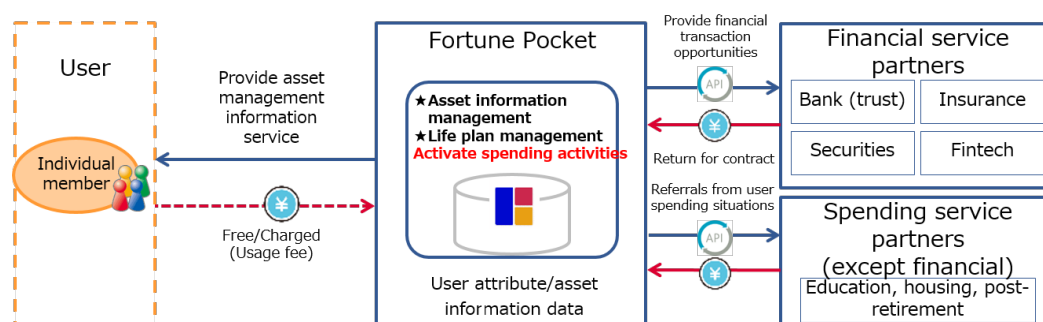 User
Individual
member
Provide asset
management
information
service
¥
Free/Charged
(Usage fee)
Fortune Pocket
★Asset information
management
★Life plan management
Activate spending activities
User attribute/asset
information data
Provide financial
transaction
opportunities
API
¥
Return for contract
Referrals from user
spending situations
API
¥
Financial service
partners
Bank (trust)
Insurance
Securities
Fintech
Spending service
partners
(except financial)
Education, housing, post-
retirement